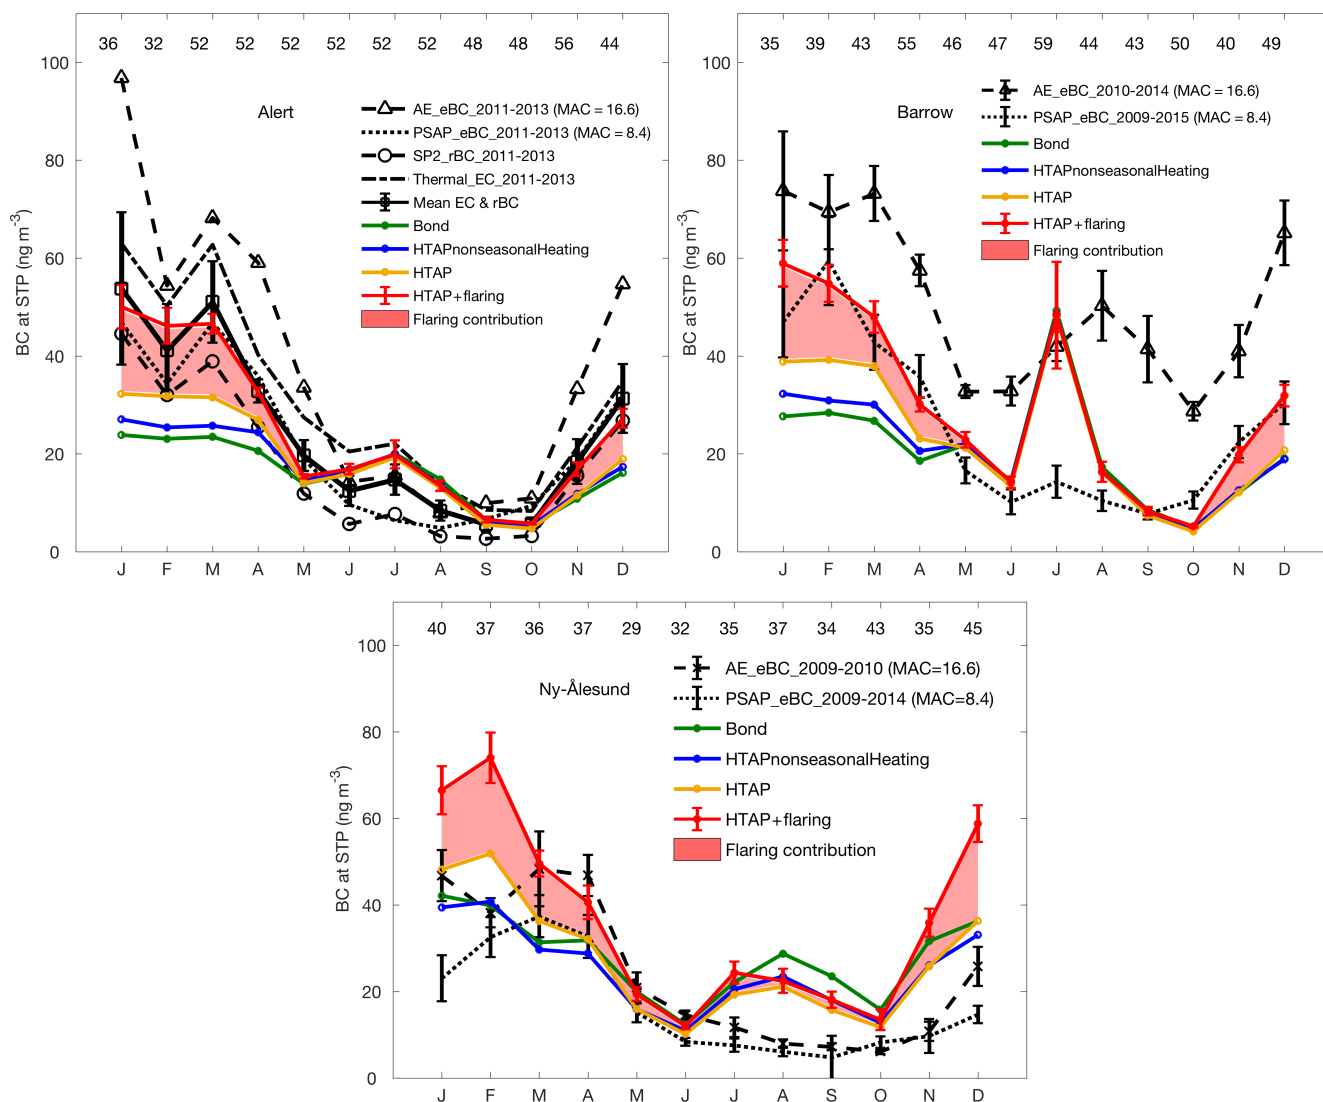 36 32 52 52 52 52 52 52 48 48 56 44
100
80
60
40
20
0
BC at STP (ng m-3)
Alert
AE_eBC_2011-2013 (MAC = 16.6)
PSAP_eBC_2011-2013 (MAC = 8.4)
SP2_rBC_2011-2013
Thermal_EC_2011-2013
Mean EC & rBC
Bond
HTAPnonseasonalHeating
HTAP
HTAP+flaring
Flaring contribution
J F M A M J J A S O N D
35 39 43 55 46 47 59 44 43 50 40 49
100
80
60
40
20
0
BC at STP (ng m-3)
Barrow
AE_eBC_2010-2014 (MAC = 16.6)
PSAP_eBC_2009-2015 (MAC = 8.4)
Bond
HTAPnonseasonalHeating
HTAP
HTAP+flaring
Flaring contribution
J F M A M J J A S O N D
40 37 36 37 29 32 35 37 34 43 35 45
100
80
60
40
20
0
BC at STP (ng m-3)
Ny-Ålesund
AE_eBC_2009-2010 (MAC=16.6)
PSAP_eBC_2009-2014 (MAC=8.4)
Bond
HTAPnonseasonalHeating
HTAP
HTAP+flaring
Flaring contribution
J F M A M J J A S O N D